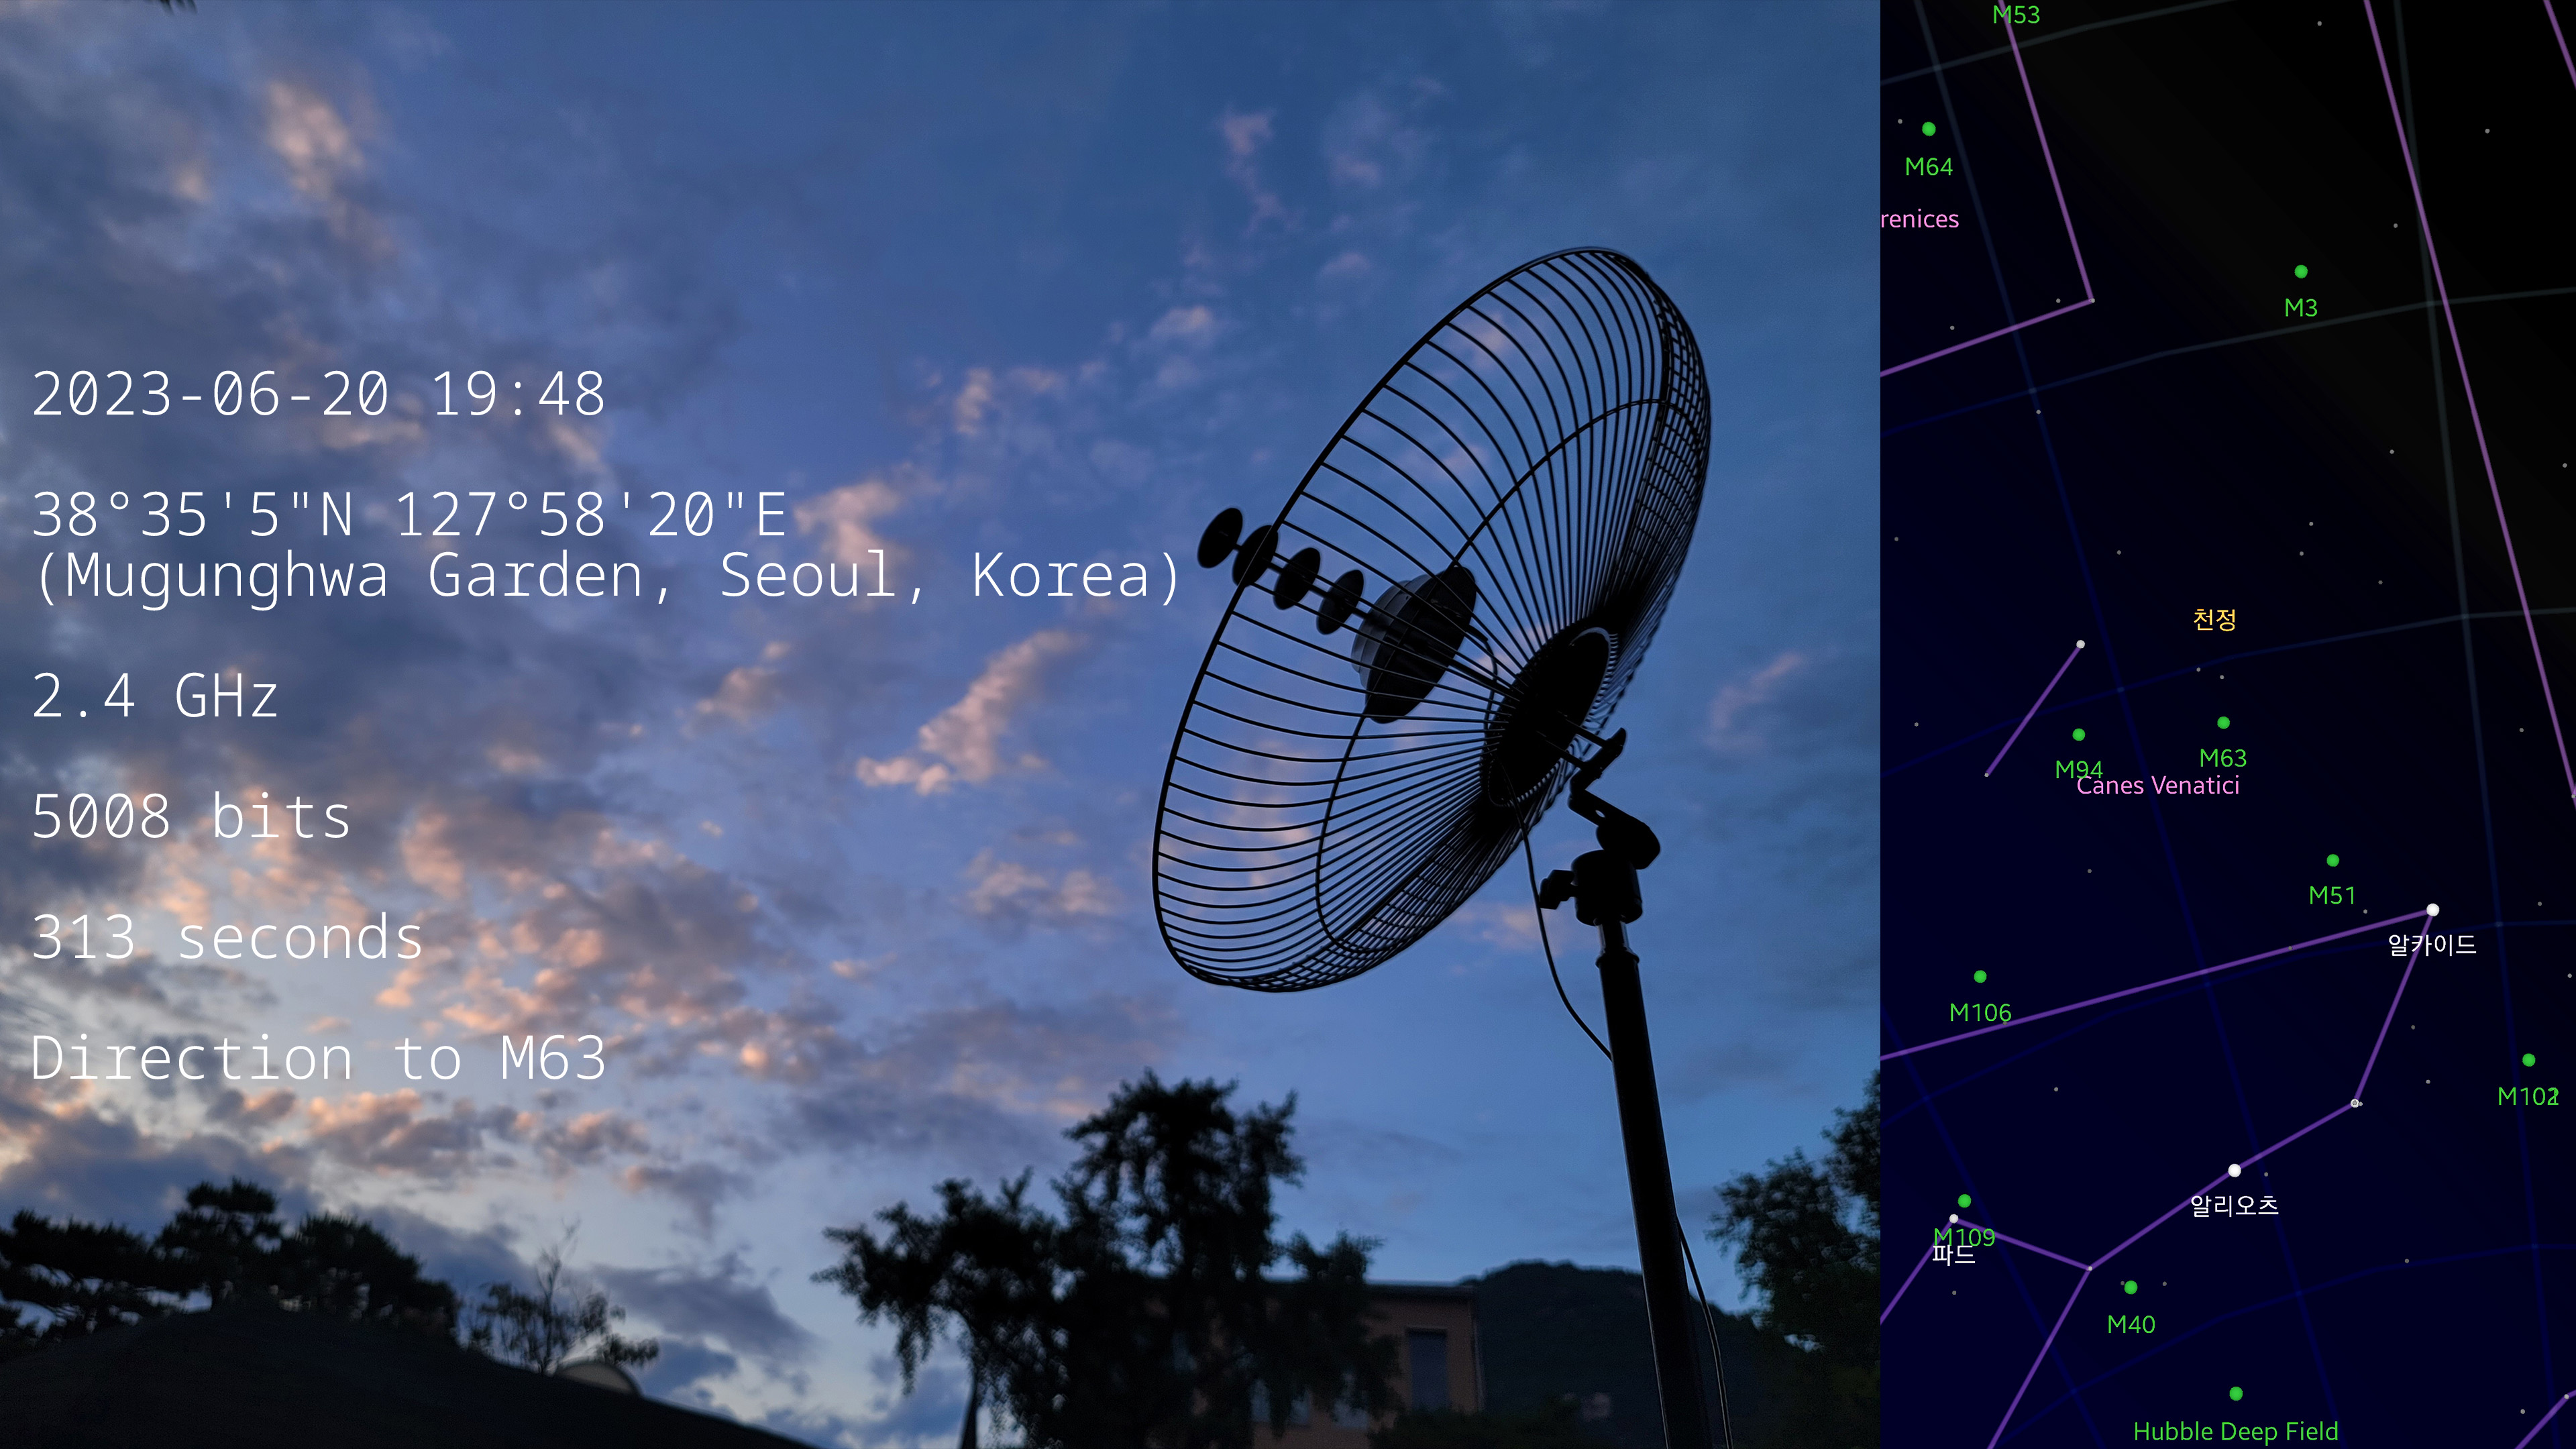 2023-06-20 19:48
38°35'5"N 127°58'20"E
(Mugunghwa Garden, Seoul, Korea)
2.4 GHz
5008 bits
313 seconds
Direction to M63
M53
M64
renices
M3
천정
M63
M94
Canes Venatici
M51
알카이드
M106
M102
알리오츠
M109
파드
M40
Hubble Deep Field